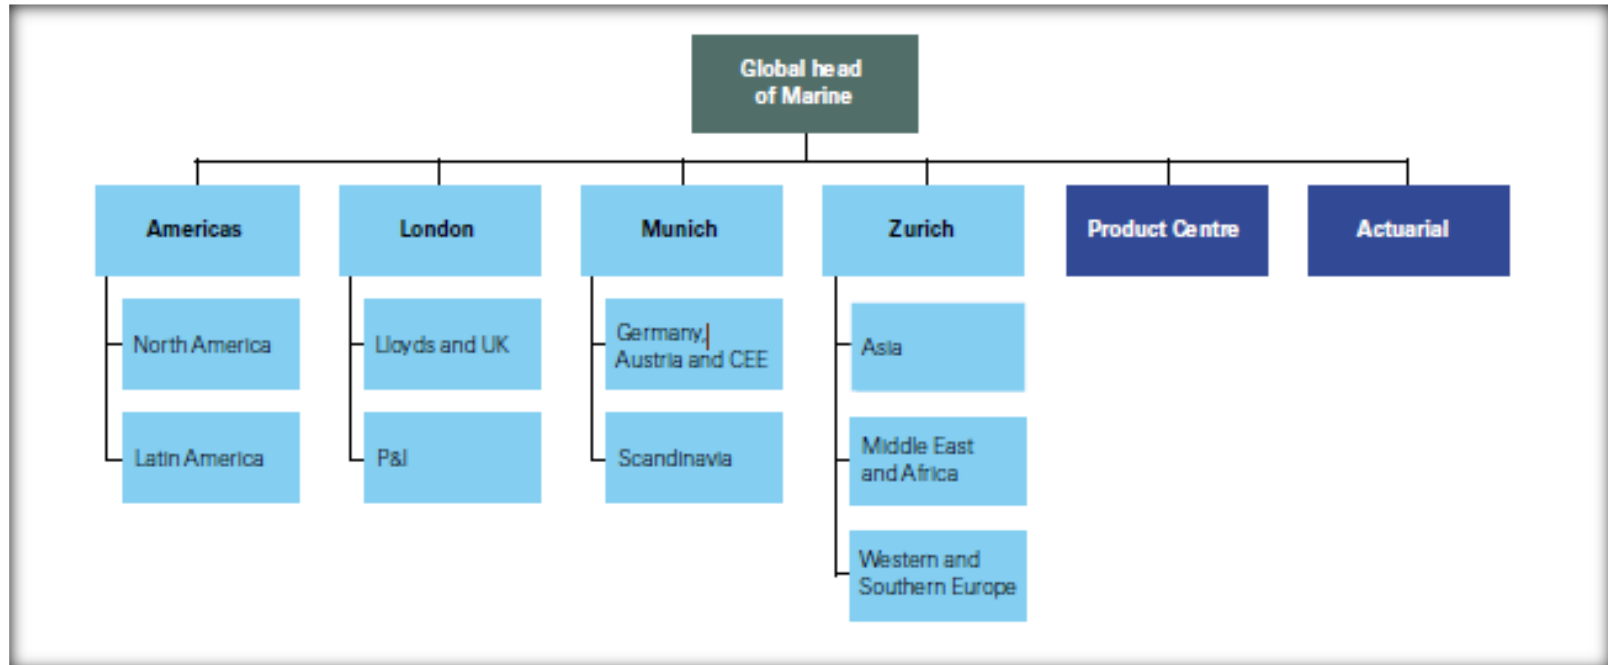 Global head
of Marine
Americas
London
Munich
Zurich
Product Centre
Actuarial
North America
Lloyds and UK
Germany,
Austria and CEE
Asia
Latin America
P&I
Scandinavia
Middle East
and Africa
Western and
Southern Europe